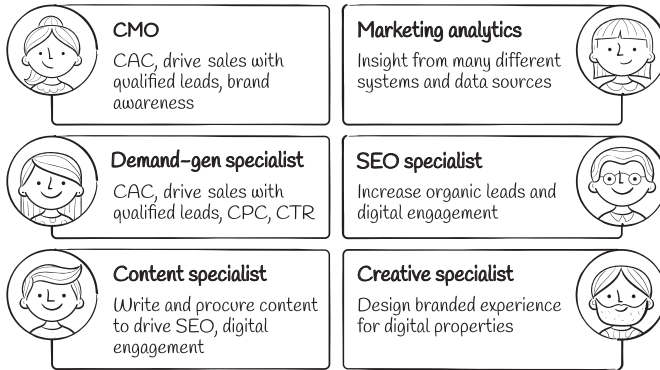 CMO
CAC, drive sales with
qualified leads, brand
awareness
Marketing analytics
Insight from many different
systems and data sources
Demand-gen specialist
CAC, drive sales with
qualified leads, CPC, CTR
SEO specialist
Increase organic leads and
digital engagement
Content specialist
Write and procure content
to drive SEO, digital
engagement
Creative specialist
Design branded experience
for digital properties